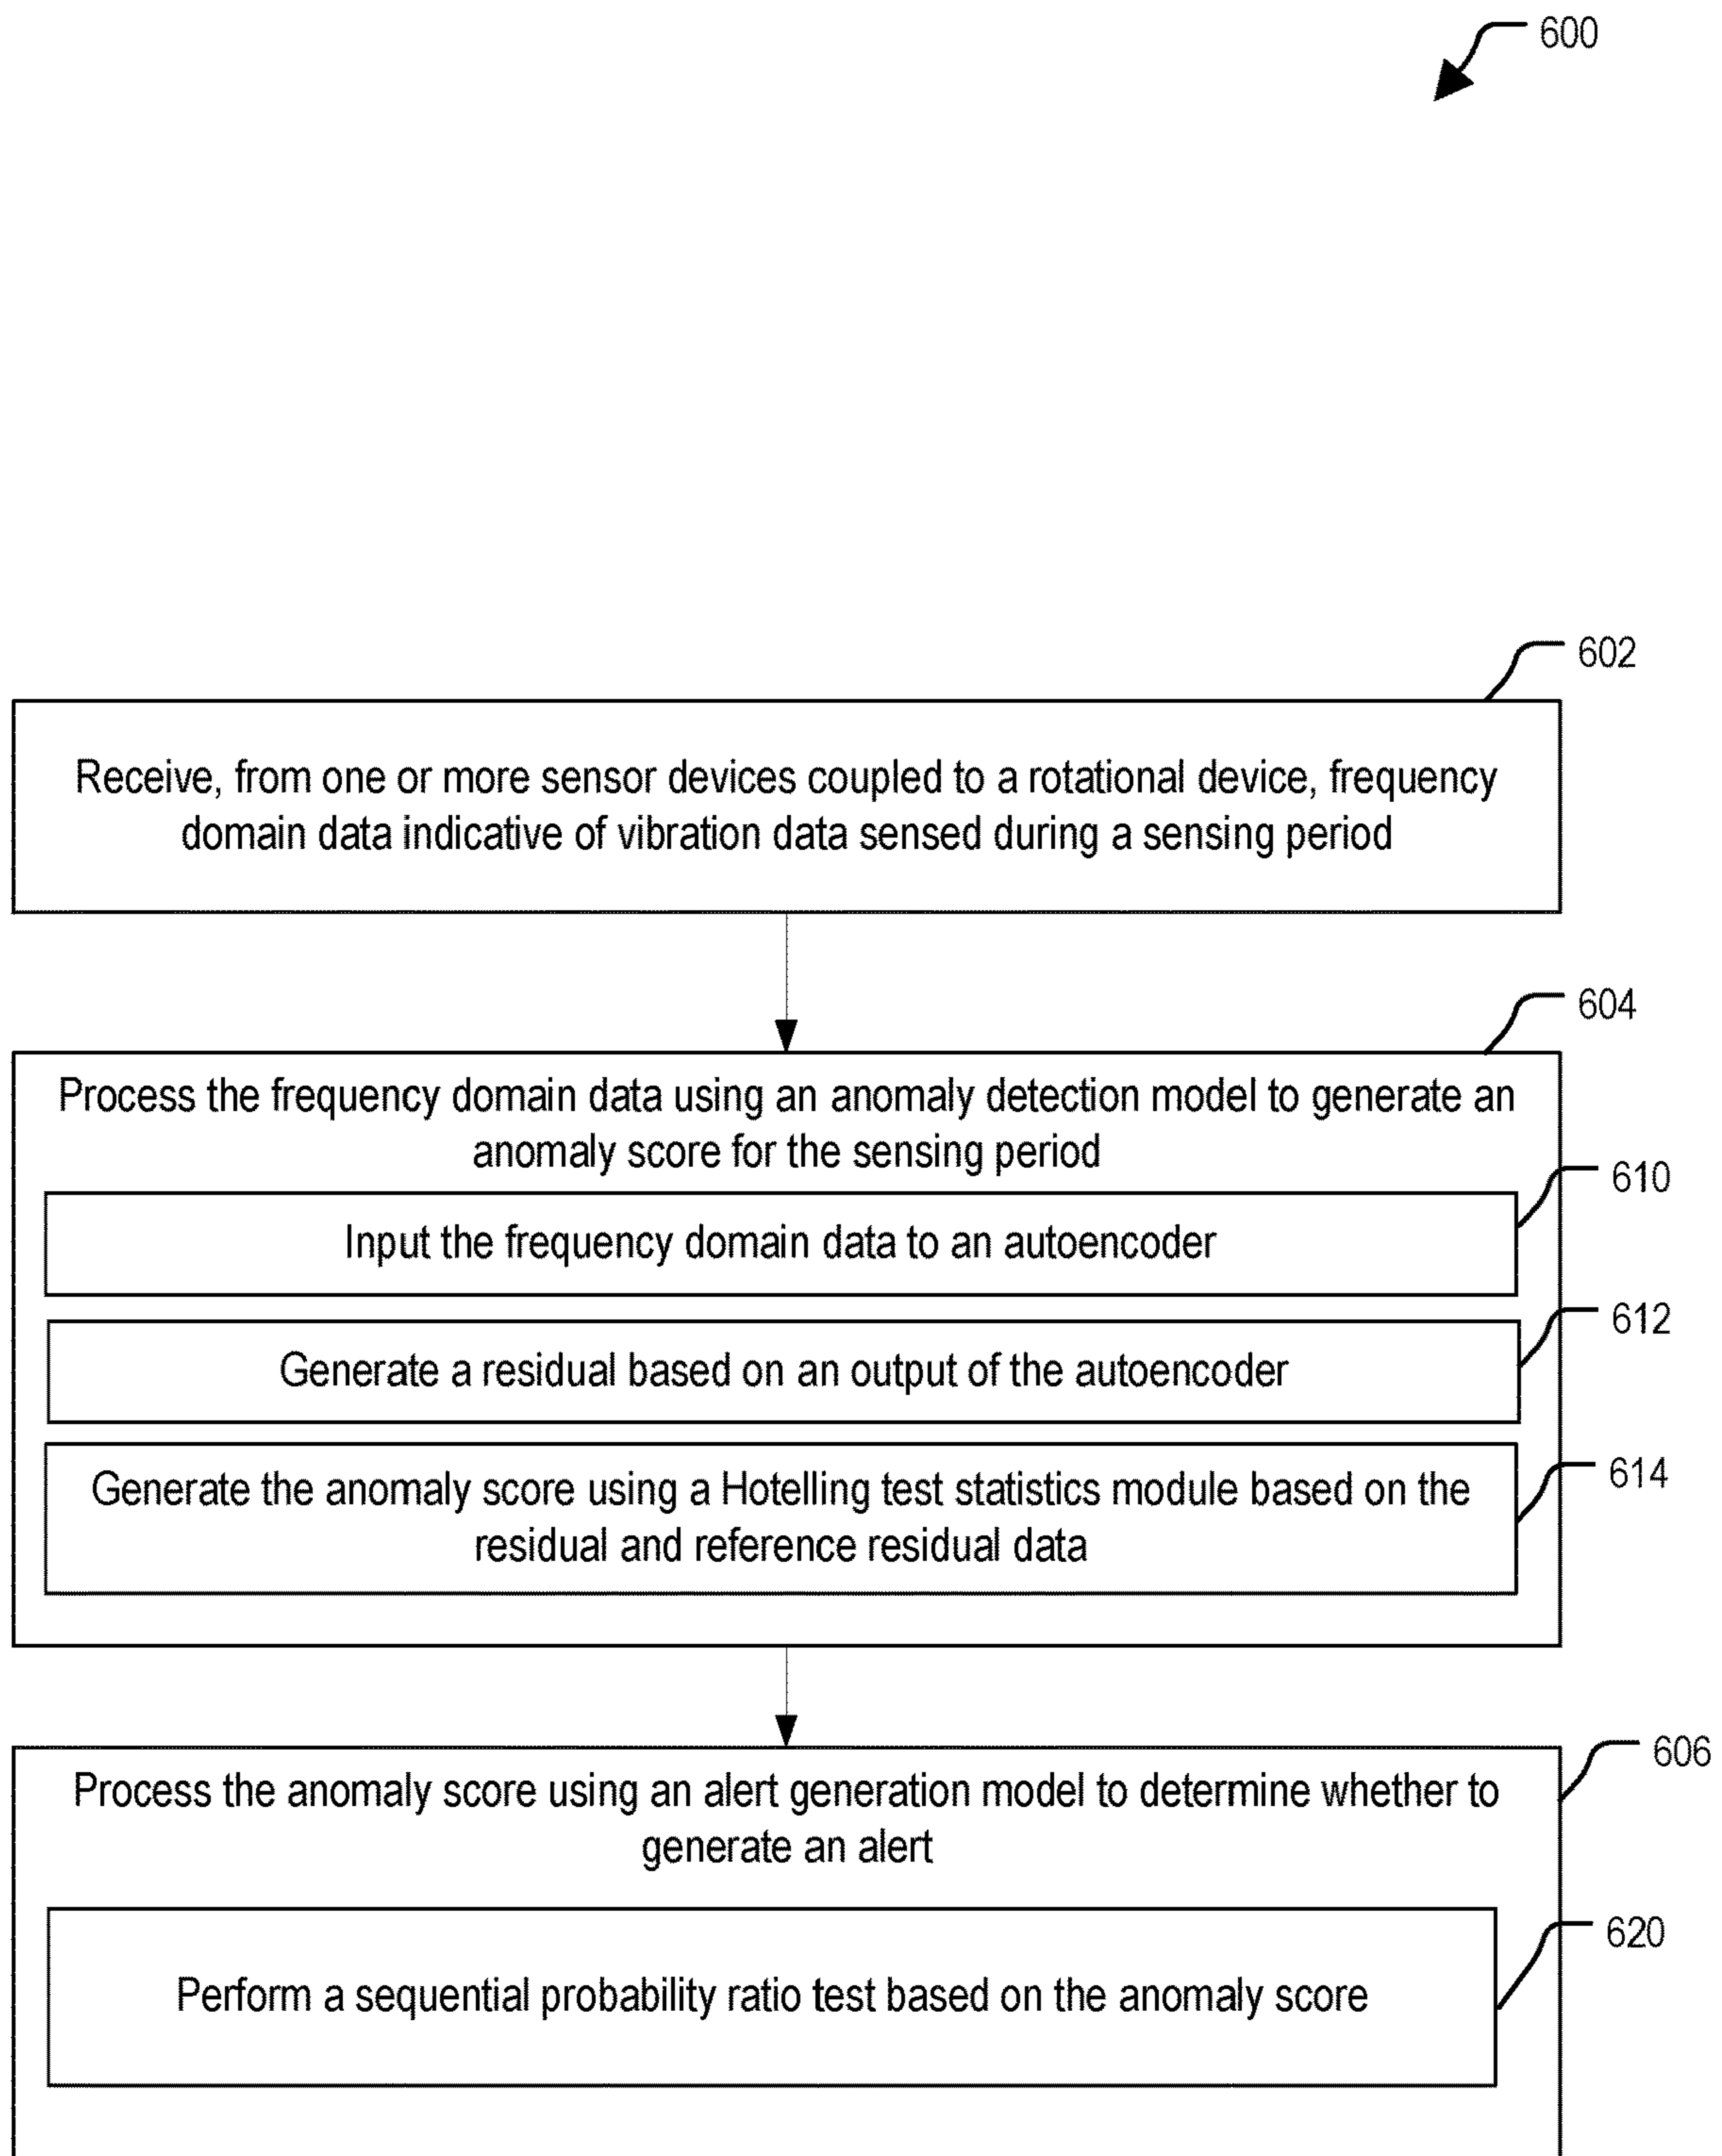 600
602
Receive, from one or more sensor devices coupled to a rotational device, frequency
domain data indicative of vibration data sensed during a sensing period
604
Process the frequency domain data using an anomaly detection model to generate an
anomaly score for the sensing period
610
Input the frequency domain data to an autoencoder
612
Generate a residual based on an output of the autoencoder
614
Generate the anomaly score using a Hotelling test statistics module based on the
residual and reference residual data
606
Process the anomaly score using an alert generation model to determine whether to
generate an alert
620
Perform a sequential probability ratio test based on the anomaly score